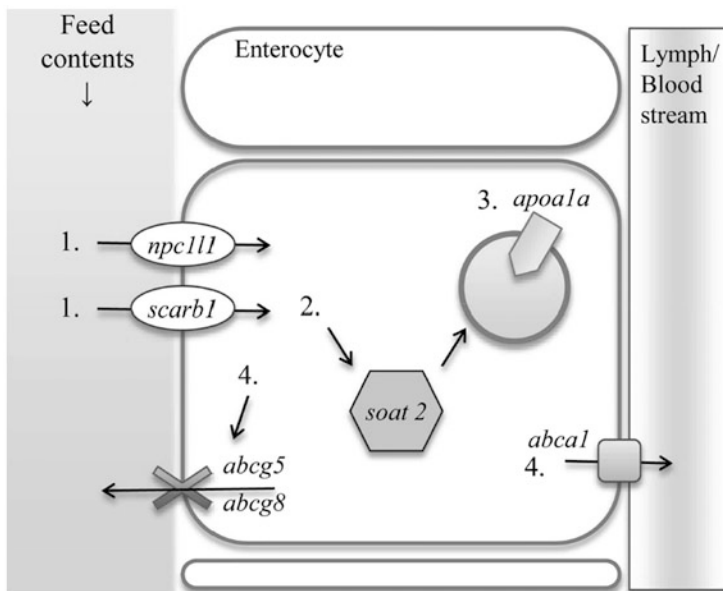 Feed
contents
↓
Enterocyte
Lymph/
Blood
stream
3. apoa1a
1. npc1l1
1. scarb1
2.
4.
soat 2
abcg5
abcg8
abca1
4.